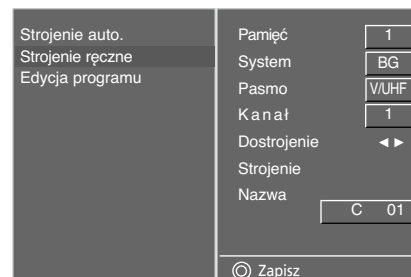 Strojenie auto.
Strojenie ręczne
Edycja programu
Pamięć 1
System BG
Pasmo V/UHF
Kanał 1
Dostrojenie ◄►
Strojenie
Nazwa
C 01
Zapisz